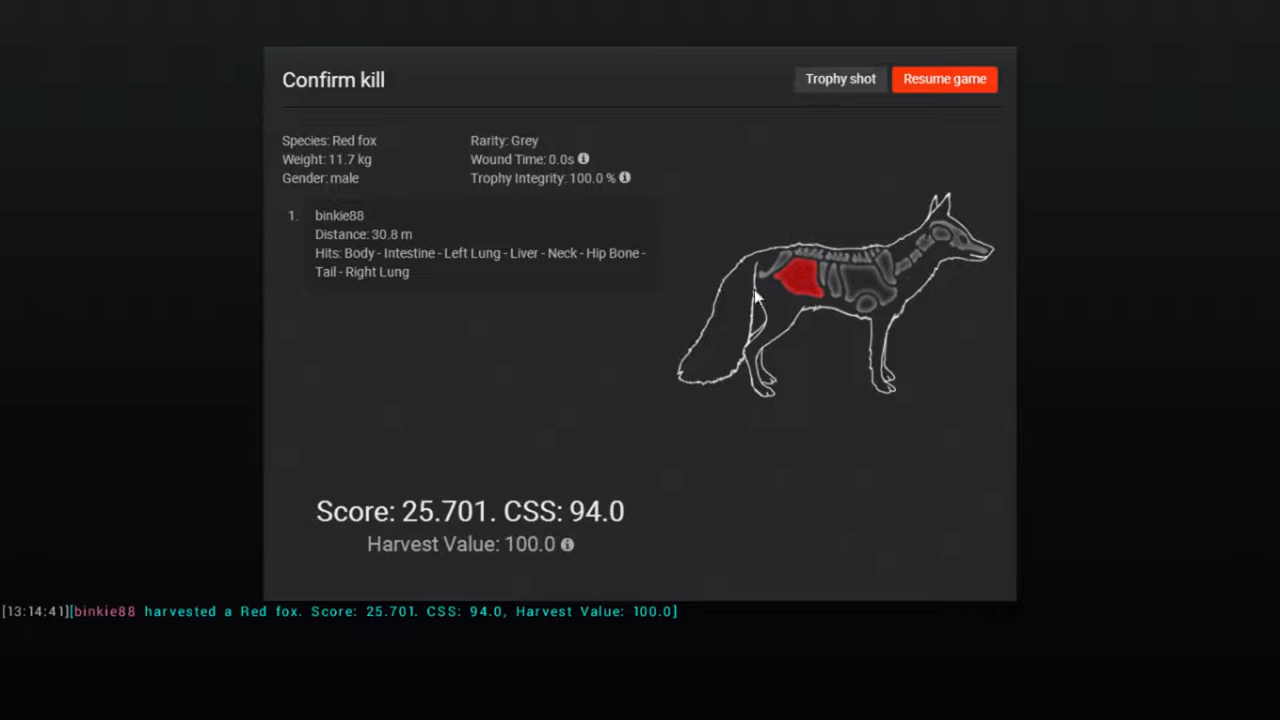 Confirm kill
Trophy shot
Resume game
Species: Red fox
Weight: 11.7 kg
Gender: male
Rarity: Grey
Wound Time: 0.0s
Trophy Integrity: 100.0 %
1. binkie88
Distance: 30.8 m
Hits: Body - Intestine - Left Lung - Liver - Neck - Hip Bone -
Tail - Right Lung
Score: 25.701. CSS: 94.0
Harvest Value: 100.0
[13:14:41][binkie88 harvested a Red fox. Score: 25.701. CSS: 94.0, Harvest Value: 100.0]